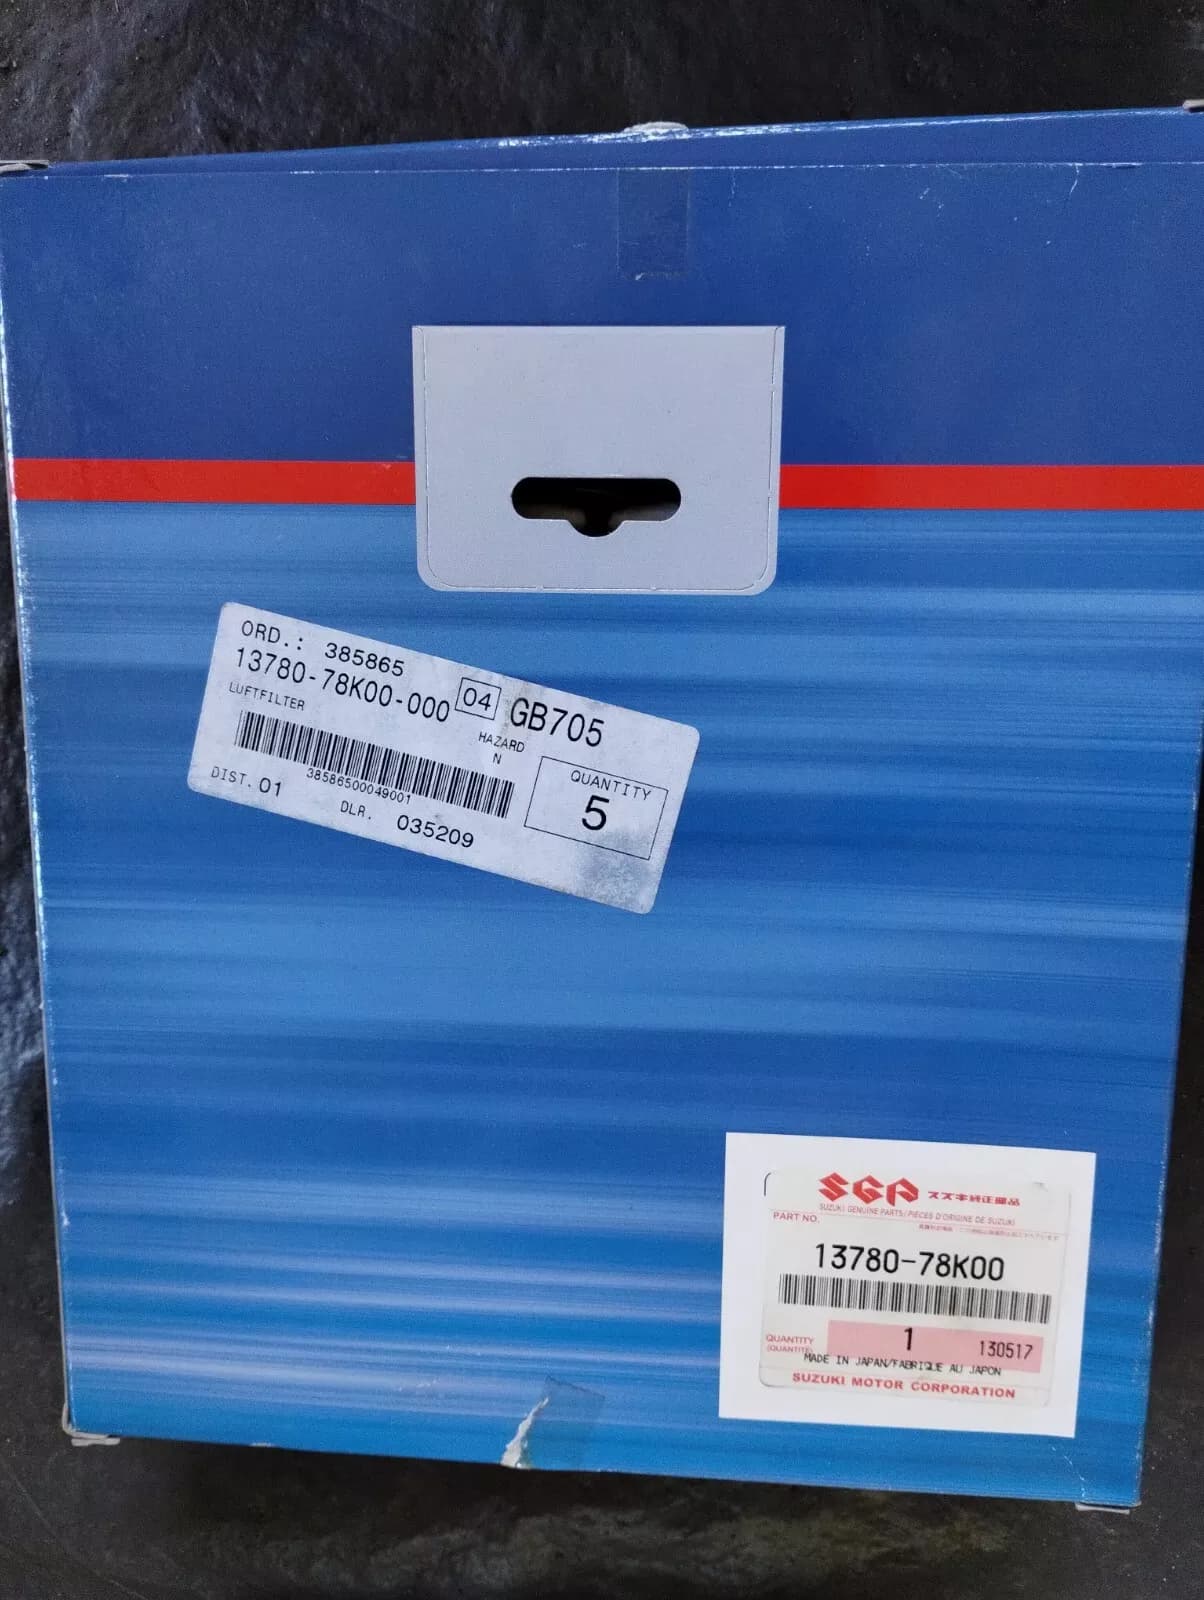 ORD.: 385865
13780-78K00-000 04 GB705
LUFTFILTER
HAZARD
N
38586500049001
QUANTITY
5
DIST. 01
DLR. 035209
SGP スズキ純正部品
SUZUKI GENUINE PARTS/PIÈCES D'ORIGINE DE SUZUKI
PART NO.
13780-78K00
QUANTITY
(QUANTITÉ)
1
130517
MADE IN JAPAN/FABRIQUE AU JAPON
SUZUKI MOTOR CORPORATION